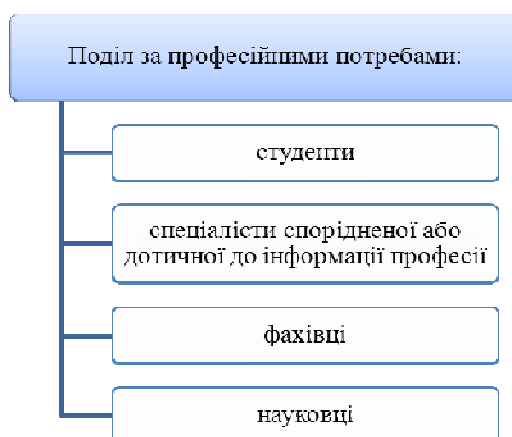 Поділ за професійними потребами:
студенти
спеціалісти спорідненої або
дотичної до інформації професії
фахівці
науковці